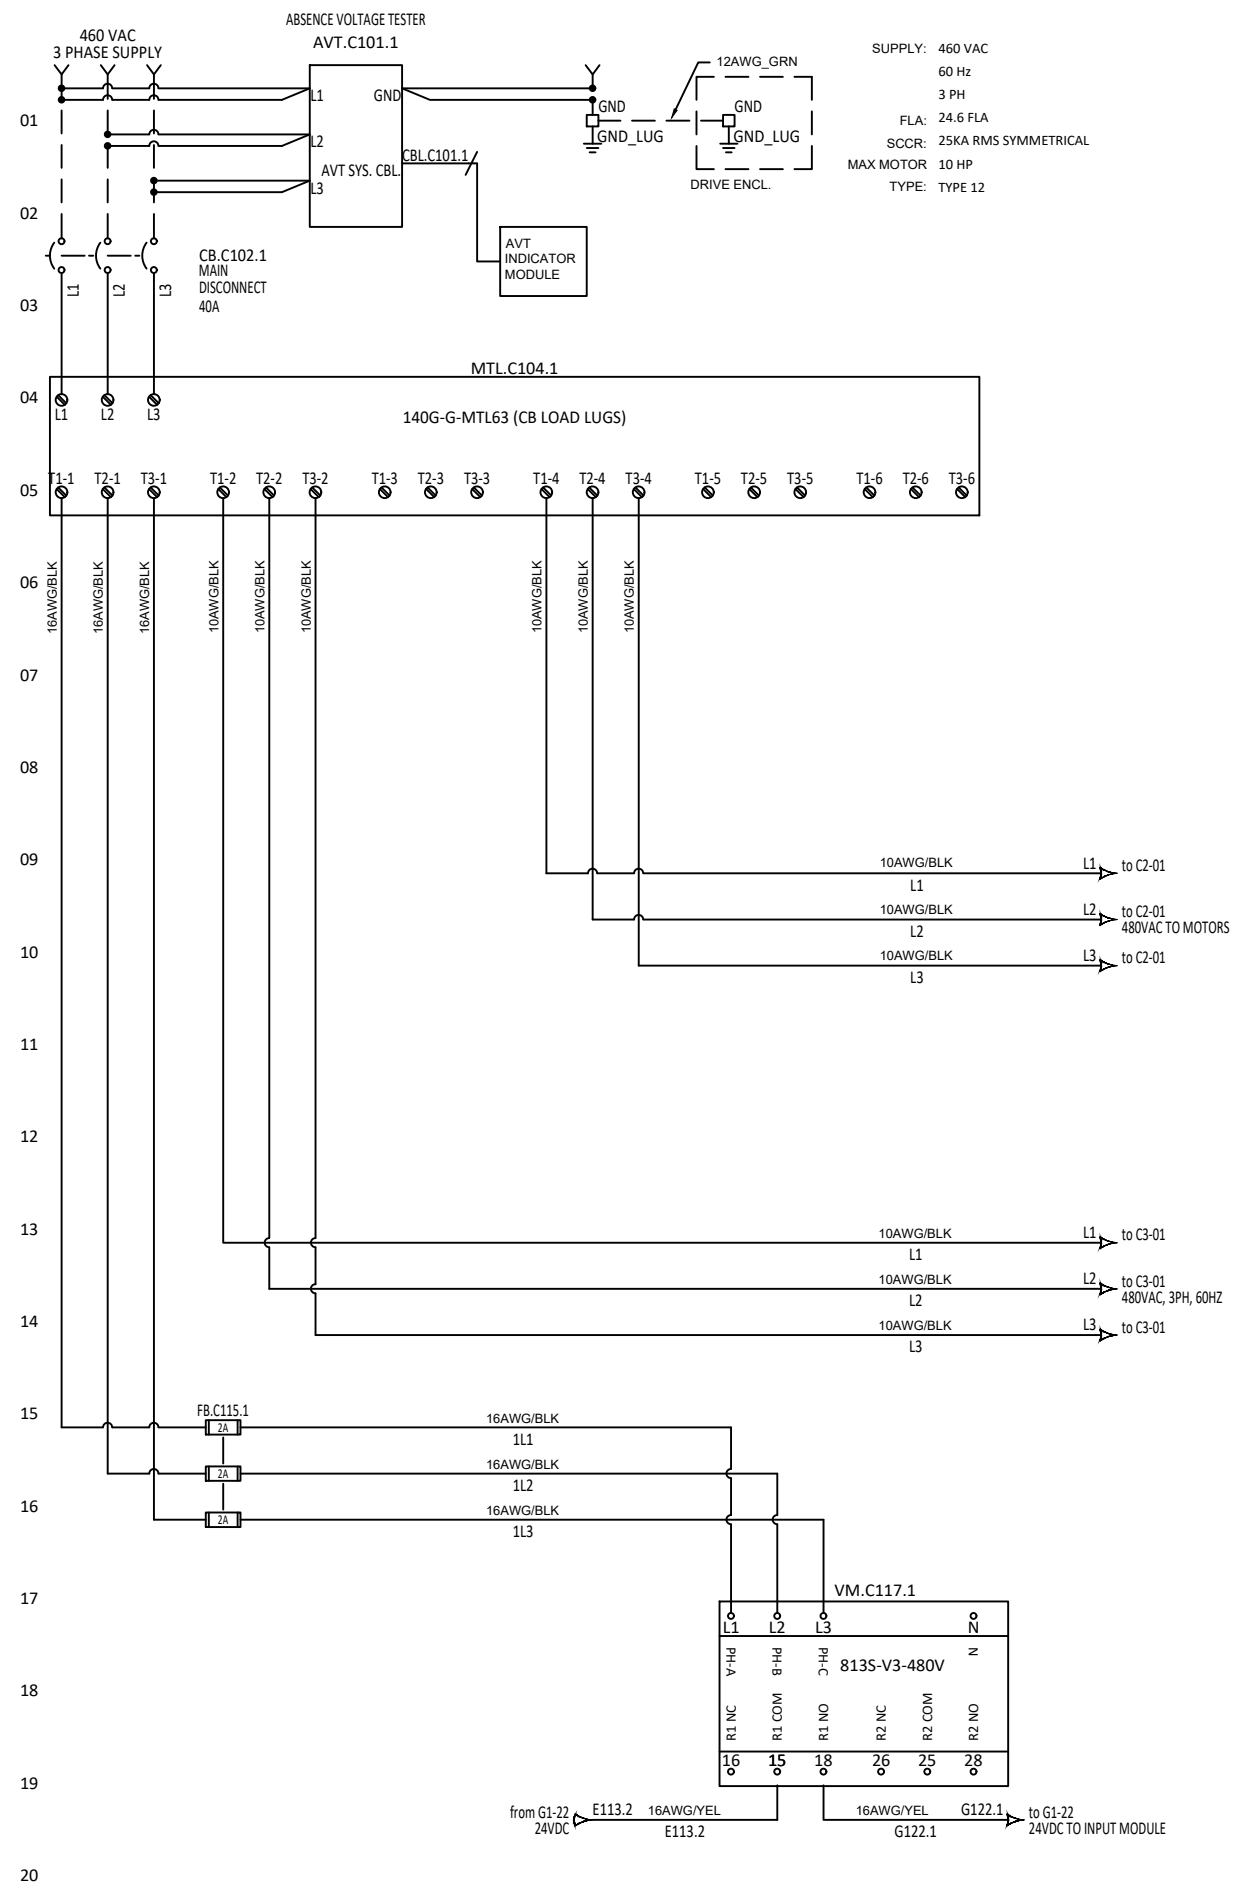 ABSENCE VOLTAGE TESTER
AVT.C101.1
460 VAC
3 PHASE SUPPLY
SUPPLY: 460 VAC
60 Hz
3 PH
FLA: 24.6 FLA
SCCR: 25KA RMS SYMMETRICAL
MAX MOTOR 10 HP
TYPE: TYPE 12
12AWG_GRN
01
L1
GND
GND
GND
L2
GND_LUG
GND_LUG
AVT SYS. CBL.
CBL.C101.1
L3
DRIVE ENCL.
02
AVT
INDICATOR
MODULE
CB.C102.1
MAIN
DISCONNECT
40A
L1
L2
L3
03
MTL.C104.1
04
L1 L2 L3
140G-G-MTL63 (CB LOAD LUGS)
05
T1-1 T2-1 T3-1 T1-2 T2-2 T3-2 T1-3 T2-3 T3-3 T1-4 T2-4 T3-4 T1-5 T2-5 T3-5 T1-6 T2-6 T3-6
06
16AWG/BLK
16AWG/BLK
16AWG/BLK
10AWG/BLK
10AWG/BLK
10AWG/BLK
10AWG/BLK
10AWG/BLK
10AWG/BLK
07
08
09
10AWG/BLK L1 to C2-01
L1
10AWG/BLK L2 to C2-01
L2 480VAC TO MOTORS
10
10AWG/BLK L3 to C2-01
L3
11
12
13
10AWG/BLK L1 to C3-01
L1
10AWG/BLK L2 to C3-01
L2 480VAC, 3PH, 60HZ
14
10AWG/BLK L3 to C3-01
L3
15
FB.C115.1
2A
16AWG/BLK
1L1
2A
16AWG/BLK
1L2
16
2A
16AWG/BLK
1L3
17
VM.C117.1
L1 L2 L3 N
PH-A
PH-B
PH-C
813S-V3-480V
N
18
R1 NC
R1 COM
R1 NO
R2 NC
R2 COM
R2 NO
16 15 18 26 25 28
19
from G1-22
24VDC
E113.2 16AWG/YEL
E113.2
16AWG/YEL G122.1
G122.1
to G1-22
24VDC TO INPUT MODULE
20